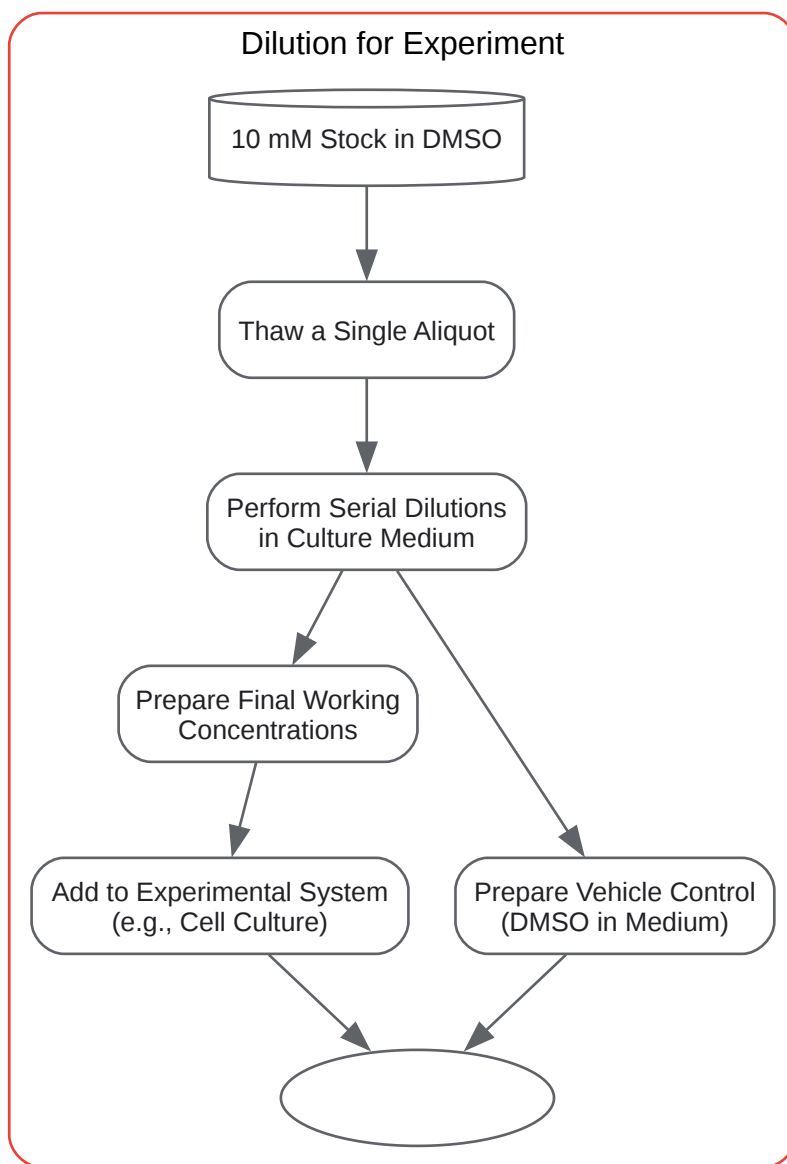 Dilution for Experiment
10 mM Stock in DMSO
Thaw a Single Aliquot
Perform Serial Dilutions
in Culture Medium
Prepare Final Working
Concentrations
Add to Experimental System
(e.g., Cell Culture)
Prepare Vehicle Control
(DMSO in Medium)